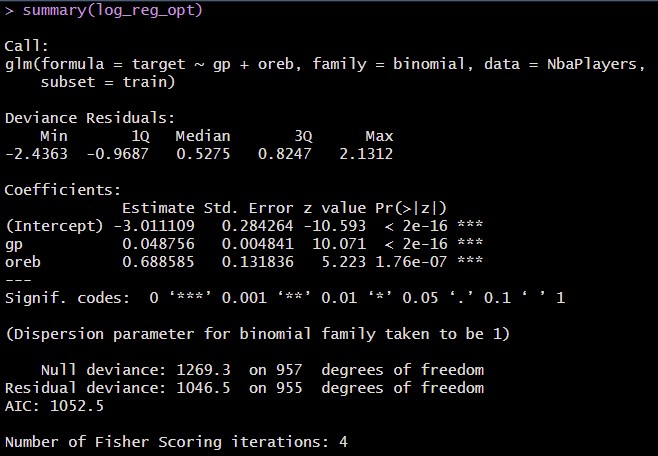 > summary(log_reg_opt)
Call:
glm(formula = target ~ gp + oreb, family = binomial, data = NbaPlayers,
    subset = train)
Deviance Residuals:
    Min       1Q   Median       3Q      Max
-2.4363  -0.9687   0.5275   0.8247   2.1312
Coefficients:
             Estimate Std. Error z value Pr(>|z|)
(Intercept) -3.011109   0.284264 -10.593  < 2e-16 ***
gp           0.048756   0.004841  10.071  < 2e-16 ***
oreb         0.688585   0.131836   5.223 1.76e-07 ***
---
Signif. codes:  0 ‘***’ 0.001 ‘**’ 0.01 ‘*’ 0.05 ‘.’ 0.1 ‘ ’ 1
(Dispersion parameter for binomial family taken to be 1)
    Null deviance: 1269.3  on 957  degrees of freedom
Residual deviance: 1046.5  on 955  degrees of freedom
AIC: 1052.5
Number of Fisher Scoring iterations: 4